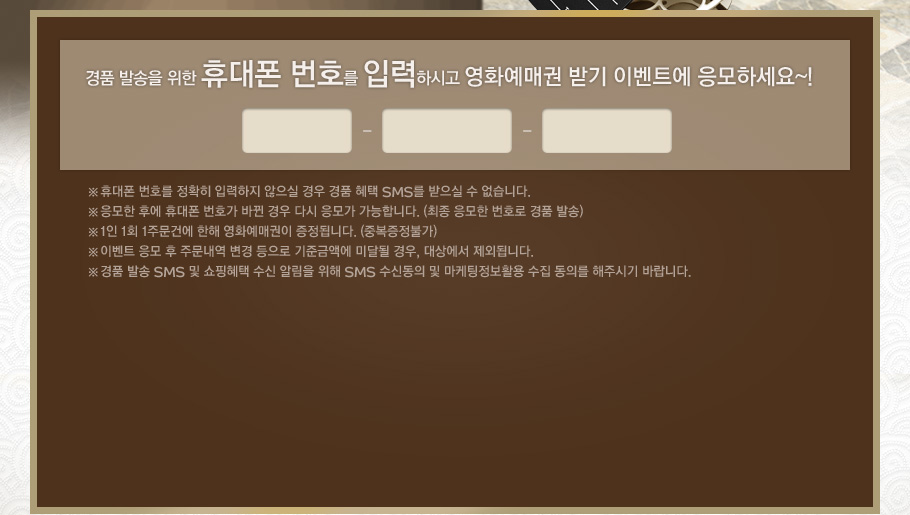 경품 발송을 위한 휴대폰 번호를 입력하시고 영화예매권 받기 이벤트에 응모하세요~!
- -
※휴대폰 번호를 정확히 입력하지 않으실 경우 경품 혜택 SMS를 받으실 수 없습니다.
※응모한 후에 휴대폰 번호가 바뀐 경우 다시 응모가 가능합니다. (최종 응모한 번호로 경품 발송)
※1인 1회 1주문건에 한해 영화예매권이 증정됩니다. (중복증정불가)
※이벤트 응모 후 주문내역 변경 등으로 기준금액에 미달될 경우, 대상에서 제외됩니다.
※경품 발송 SMS 및 쇼핑혜택 수신 알림을 위해 SMS 수신동의 및 마케팅정보활용 수집 동의를 해주시기 바랍니다.